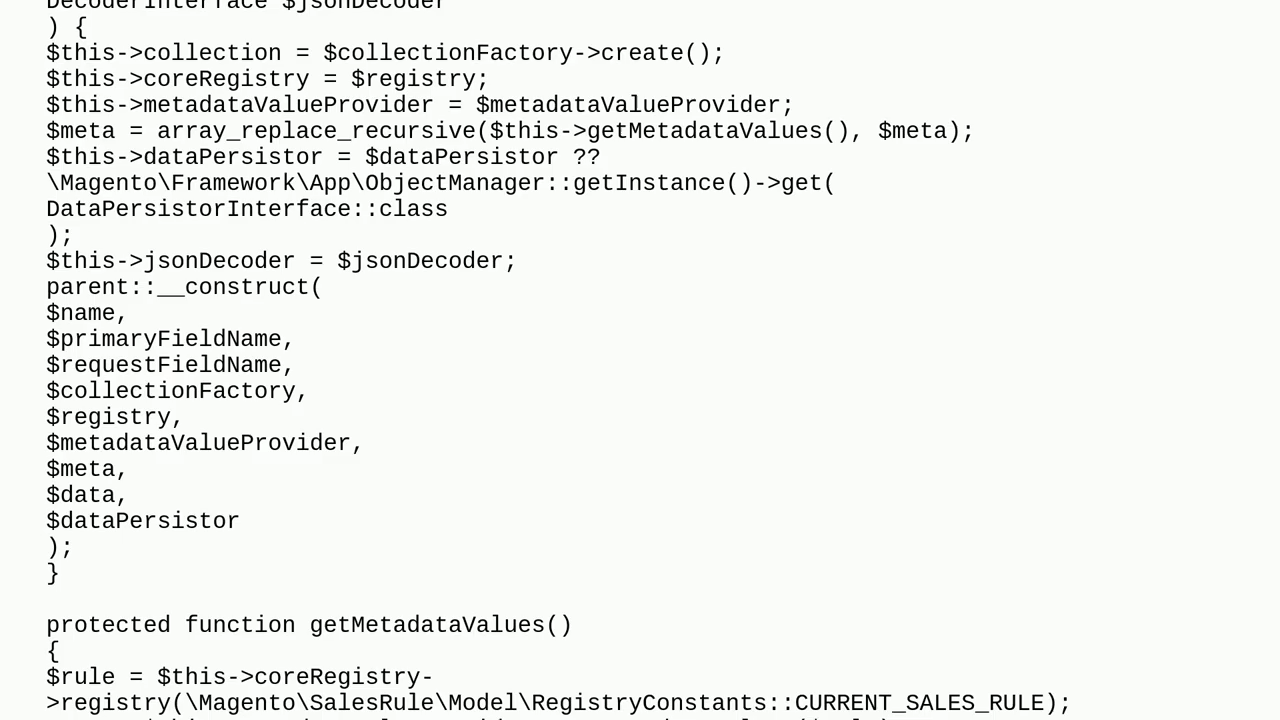 DecoderInterface $jsonDecoder
) {
$this->collection = $collectionFactory->create();
$this->coreRegistry = $registry;
$this->metadataValueProvider = $metadataValueProvider;
$meta = array_replace_recursive($this->getMetadataValues(), $meta);
$this->dataPersistor = $dataPersistor ??
\Magento\Framework\App\ObjectManager::getInstance()->get(
DataPersistorInterface::class
);
$this->jsonDecoder = $jsonDecoder;
parent::__construct(
$name,
$primaryFieldName,
$requestFieldName,
$collectionFactory,
$registry,
$metadataValueProvider,
$meta,
$data,
$dataPersistor
);
}
protected function getMetadataValues()
{
$rule = $this->coreRegistry-
>registry(\Magento\SalesRule\Model\RegistryConstants::CURRENT_SALES_RULE);